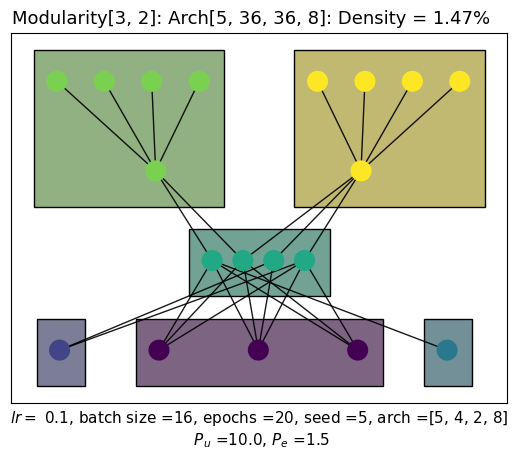 Modularity[3, 2]: Arch[5, 36, 36, 8]: Density = 1.47%
lr = 0.1, batch size =16, epochs =20, seed =5, arch =[5, 4, 2, 8]
P_u =10.0, P_e =1.5